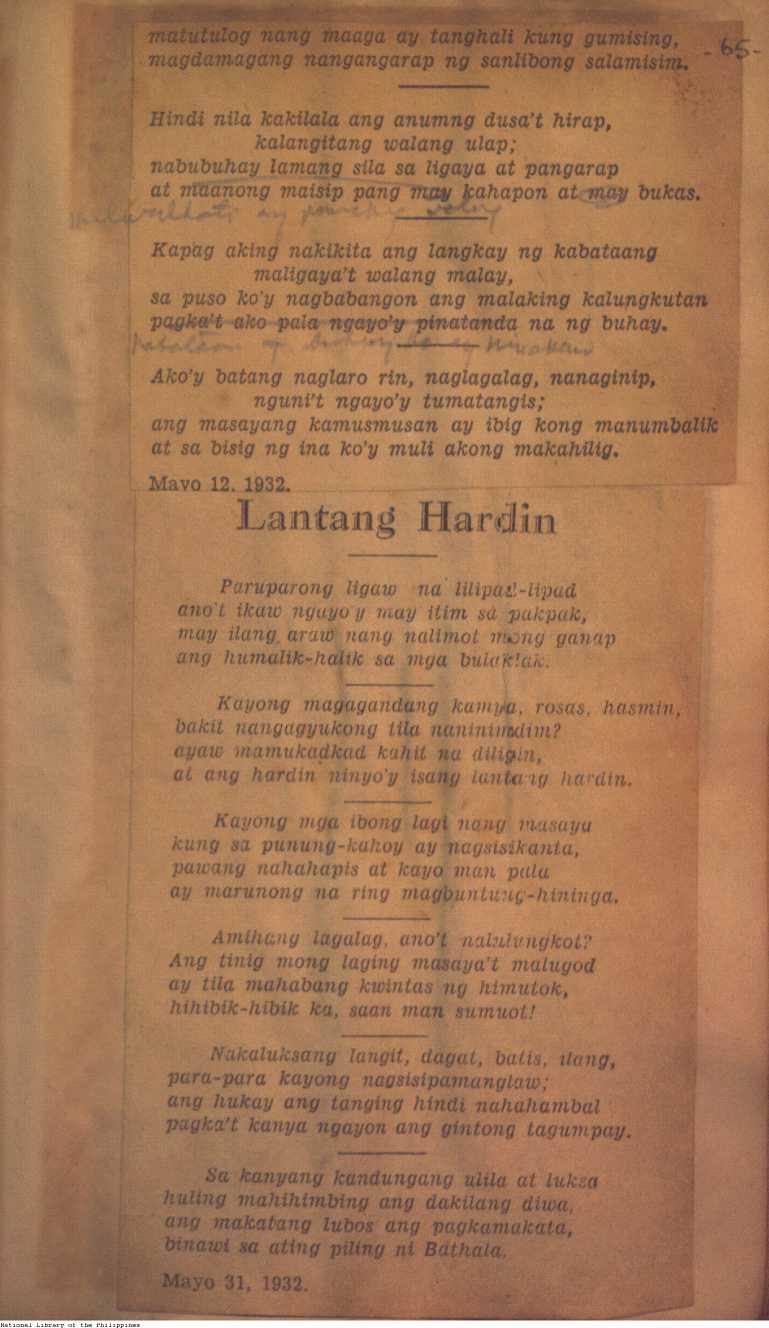 matutulog nang maaga ay tanghali kung gumising,
magdamagang nangangarap ng sanlibong salamisim.
-65-
Hindi nila kakilala ang anumng dusa't hirap,
kalangitang walang ulap;
nabubuhay lamang sila sa ligaya at pangarap
at maanong maisip pang may kahapon at may bukas.
ay
Kapag aking nakikita ang langkay ng kabataang
maligaya't walang malay,
sa puso ko'y nagbabangon ang malaking kalungkutan
pagka't ako pala ngayo'y pinatanda na ng buhay.
Ako'y batang naglaro rin, naglagalag, nanaginip,
nguni't ngayo'y tumatangis;
ang masayang kamusmusan ay ibig kong manumbalik
at sa bisig ng ina ko'y muli akong makahilig.
Mayo 12, 1932.
Lantang Hardin
Paruparong ligaw na lilipad-lipad
ano't ikaw ngayo'y may itim sa pakpak,
may ilang araw nang nalimot mong ganap
ang humalik-halik sa mga bulaklak.
Kayong magagandang kamya, rosas, hasmin,
bakit nangagyukong tila naninimdim?
ayaw mamukadkad kahit na diligin,
at ang hardin ninyo'y isang lantang hardin.
Kayong mga ibong lagi nang masaya
kung sa punung-kahoy ay nagsisikanta,
pawang nahahapis at kayo man pala
ay marunong na ring magbuntung-hininga.
Amihang lagalag, ano't nalulungkot?
Ang tinig mong laging masaya't malugod
ay tila mahabang kwintas ng himutok,
hihibik-hibik ka, saan man sumuot!
Nakaluksang langit, dagat, batis, ilang,
para-para kayong nagsisipamanglaw;
ang hukay ang tanging hindi nahahambal
pagka't kanya ngayon ang gintong tagumpay.
Sa kanyang kandungang ulila at luksa
huling mahihimbing ang dakilang diwa,
ang makatang lubos ang pagkamakata,
binawi sa ating piling ni Bathala.
Mayo 31, 1932.
National Library of the Philippines